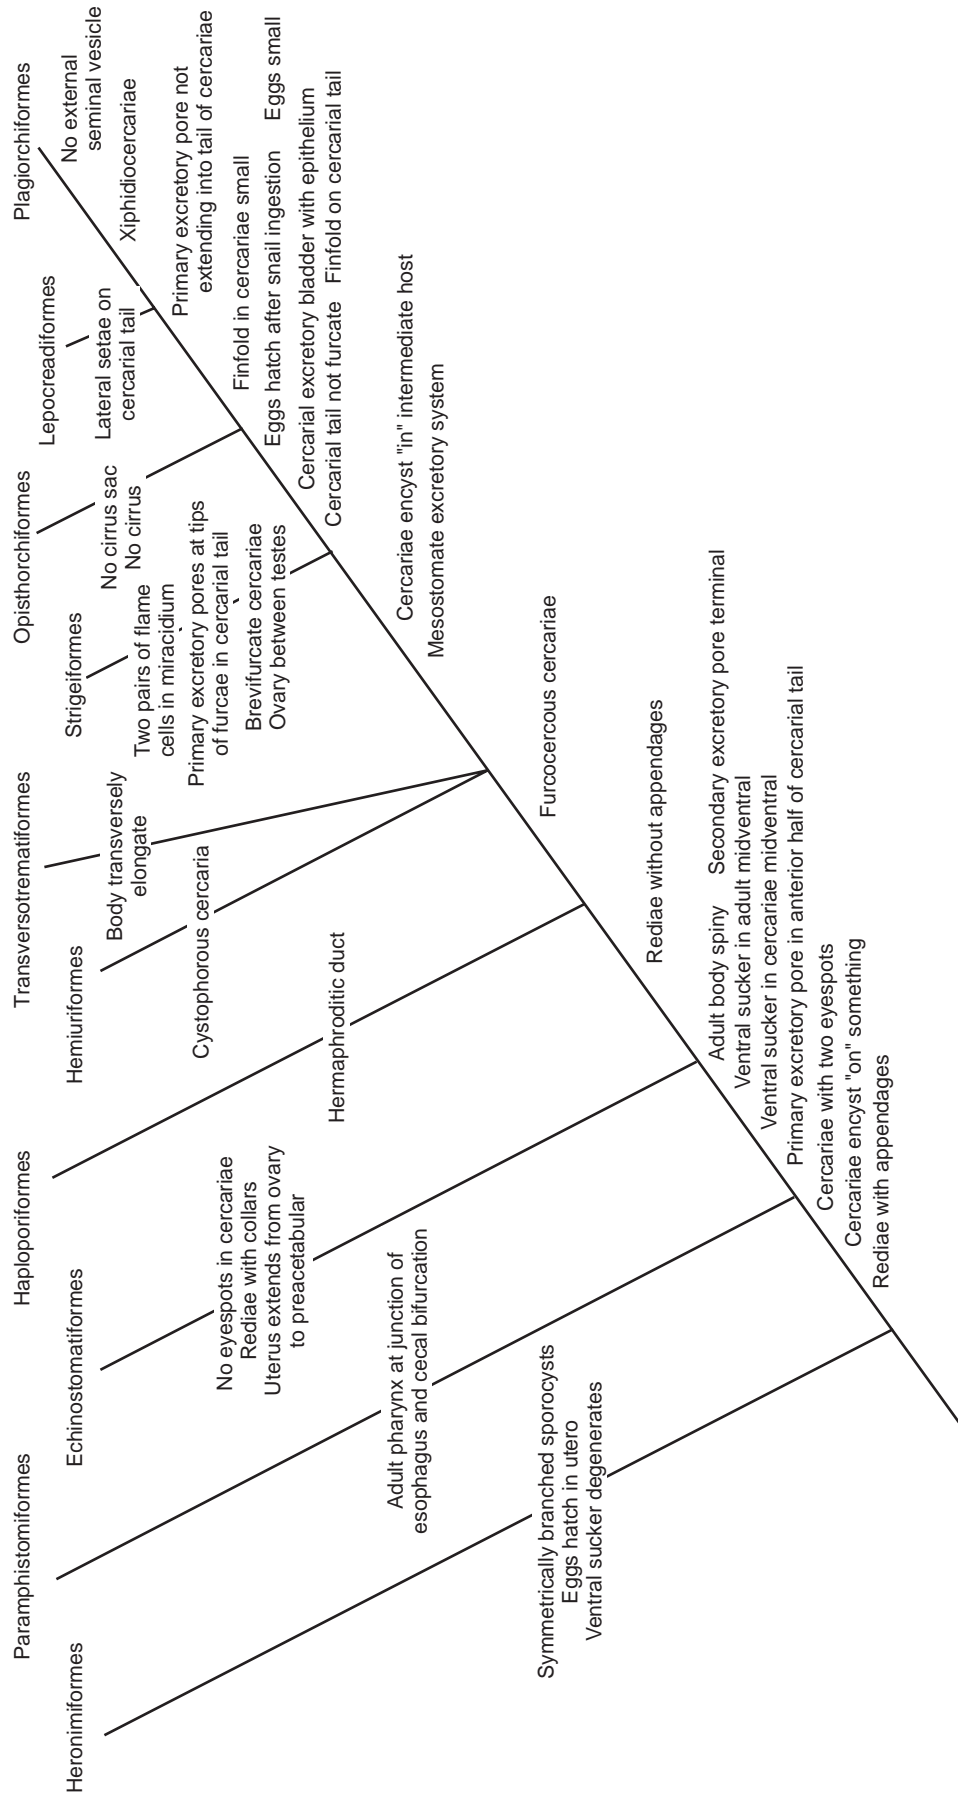 Heronimiformes
Paramphistomiformes
Echinostomatiformes
Haploporiformes
Hemiuriformes
Transversotrematiformes
Strigeiformes
Opisthorchiformes
Lepocreadiformes
Plagiorchiformes
No external
seminal vesicle
Xiphidiocercariae
Lateral setae on
cercarial tail
Primary excretory pore not
extending into tail of cercariae
No cirrus sac
No cirrus
Finfold in cercariae small
Eggs hatch after snail ingestion Eggs small
Cercarial excretory bladder with epithelium
Cercarial tail not furcate Finfold on cercarial tail
Two pairs of flame
cells in miracidium
Primary excretory pores at tips
of furcae in cercarial tail
Brevifurcate cercariae
Ovary between testes
Cercariae encyst "in" intermediate host
Mesostomate excretory system
Body transversely
elongate
Cystophorous cercaria
Furcocercous cercariae
Hermaphroditic duct
Rediae without appendages
No eyespots in cercariae
Rediae with collars
Uterus extends from ovary
to preacetabular
Adult body spiny Secondary excretory pore terminal
Ventral sucker in adult midventral
Ventral sucker in cercariae midventral
Primary excretory pore in anterior half of cercarial tail
Adult pharynx at junction of
esophagus and cecal bifurcation
Cercariae with two eyespots
Cercariae encyst "on" something
Rediae with appendages
Symmetrically branched sporocysts
Eggs hatch in utero
Ventral sucker degenerates